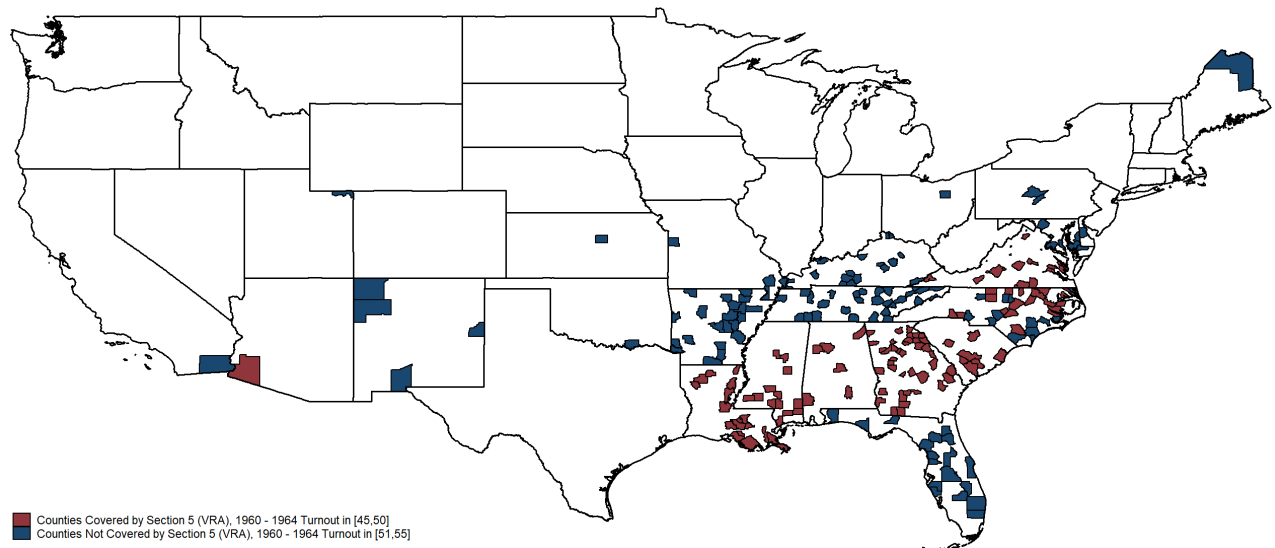 Counties Covered by Section 5 (VRA), 1960 - 1964 Turnout in [45,50]
Counties Not Covered by Section 5 (VRA), 1960 - 1964 Turnout in [51,55]